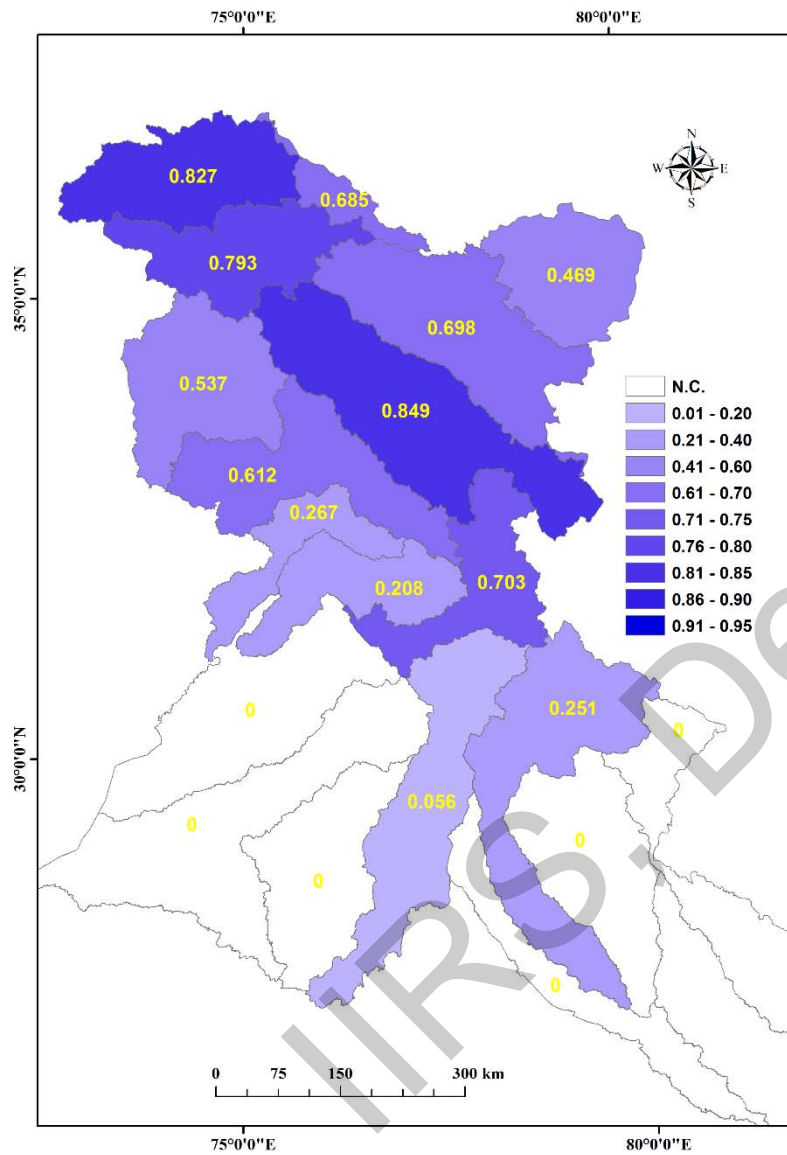 75°0'0"E
80°0'0"E
N
W
E
S
35°0'0"N
30°0'0"N
0.827
0.685
0.793
0.469
0.698
0.537
0.849
0.612
0.267
0.208
0.703
0.251
0
0
0.056
0
0
0
0
N.C.
0.01 - 0.20
0.21 - 0.40
0.41 - 0.60
0.61 - 0.70
0.71 - 0.75
0.76 - 0.80
0.81 - 0.85
0.86 - 0.90
0.91 - 0.95
IIRS, De
0 75 150 300 km
75°0'0"E
80°0'0"E